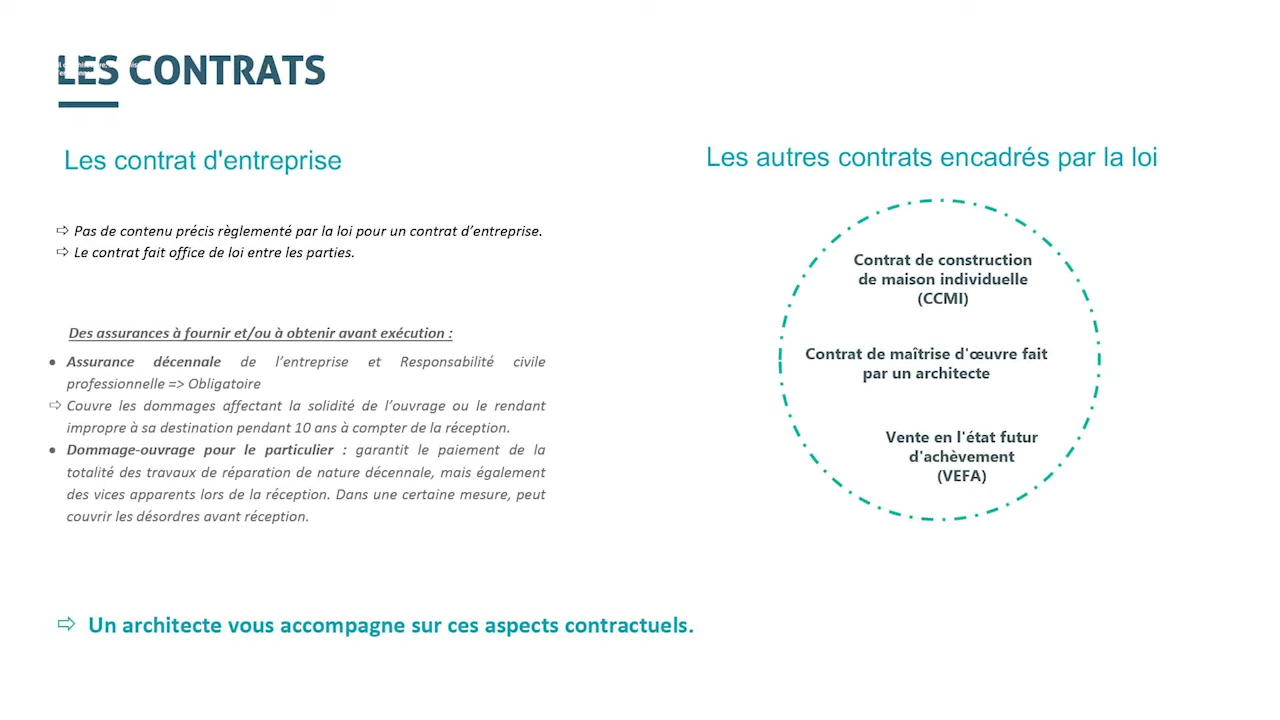 LES CONTRATS
Les contrat d'entreprise
⇨ Pas de contenu précis règlementé par la loi pour un contrat d’entreprise.
⇨ Le contrat fait office de loi entre les parties.
Des assurances à fournir et/ou à obtenir avant exécution :
• Assurance décennale de l’entreprise et Responsabilité civile
professionnelle => Obligatoire
⇨ Couvre les dommages affectant la solidité de l’ouvrage ou le rendant
impropre à sa destination pendant 10 ans à compter de la réception.
• Dommage-ouvrage pour le particulier : garantit le paiement de la
totalité des travaux de réparation de nature décennale, mais également
des vices apparents lors de la réception. Dans une certaine mesure, peut
couvrir les désordres avant réception.
Les autres contrats encadrés par la loi
Contrat de construction
de maison individuelle
(CCMI)
Contrat de maîtrise d'œuvre fait
par un architecte
Vente en l'état futur
d'achèvement
(VEFA)
⇨ Un architecte vous accompagne sur ces aspects contractuels.